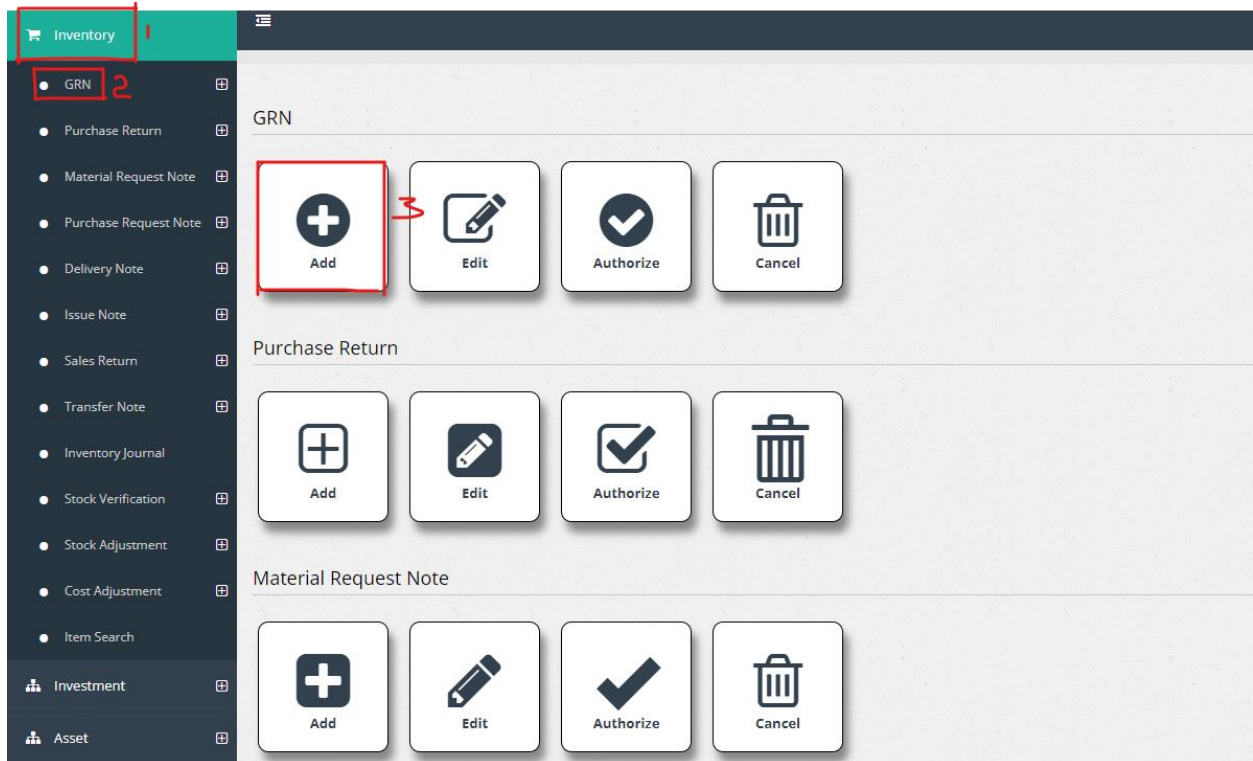 Inventory 1
GRN 2
Purchase Return
Material Request Note
Purchase Request Note
Delivery Note
Issue Note
Sales Return
Transfer Note
Inventory Journal
Stock Verification
Stock Adjustment
Cost Adjustment
Item Search
Investment
Asset
GRN
Add 3 Edit Authorize Cancel
Purchase Return
Add Edit Authorize Cancel
Material Request Note
Add Edit Authorize Cancel